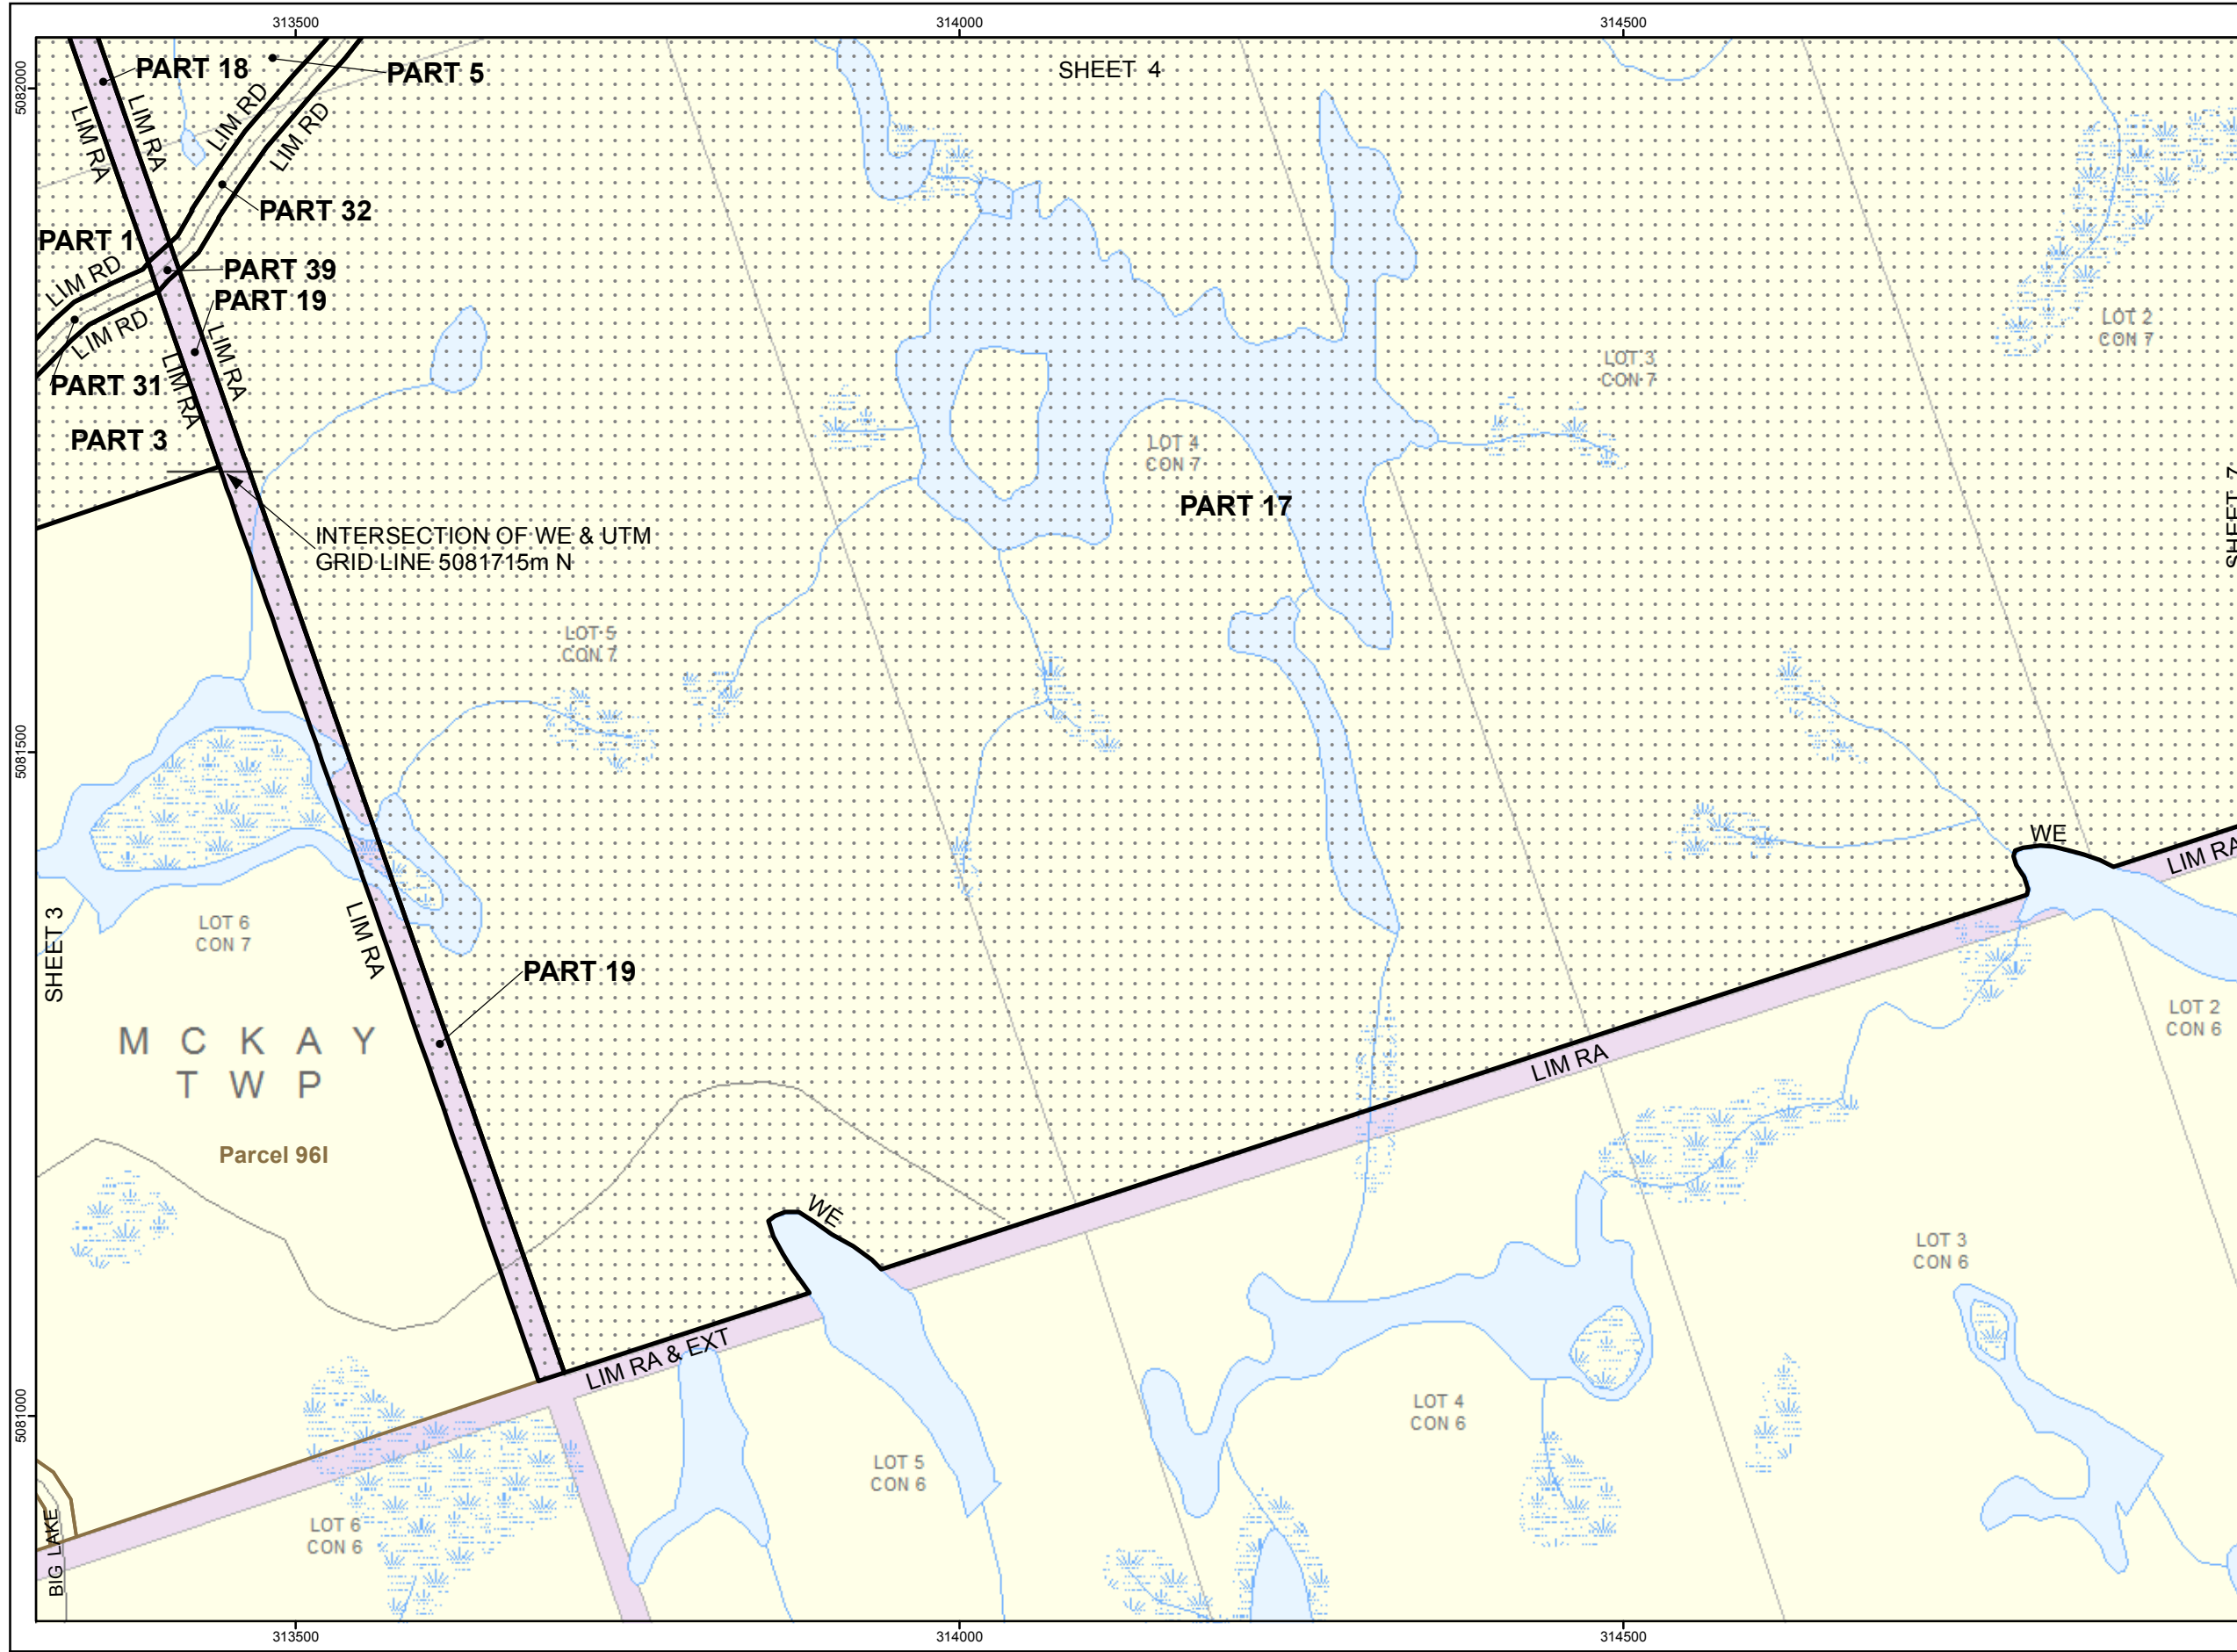 313500
314000
314500
5082000
PART 18
PART 5
SHEET 4
LIM RD
LIM RA
LIM RA
LIM RD
PART 32
PART 1
LIM RD
PART 39
PART 19
LIM RD
LIM RA
LIM RA
PART 31
PART 3
LOT 2
CON 7
LOT 3
CON 7
LOT 4
CON 7
PART 17
SHEET 7
INTERSECTION OF WE & UTM
GRID LINE 5081715m N
LOT 5
CON 7
5081500
WE
LIM RA
LOT 6
CON 7
LIM RA
SHEET 3
PART 19
LOT 2
CON 6
MCKAY
TWP
LIM RA
Parcel 96I
WE
LOT 3
CON 6
LIM RA & EXT
5081000
LOT 4
CON 6
LOT 5
CON 6
LOT 6
CON 6
BIG LAKE
313500
314000
314500